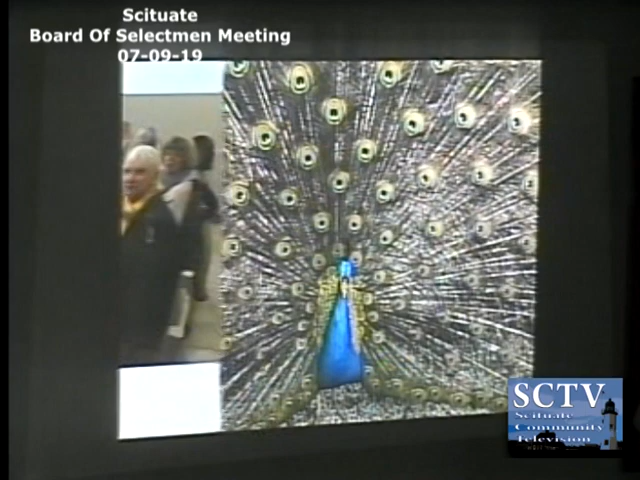 Scituate
Board Of Selectmen Meeting
07-09-19
SCTV
Scituate
Community
Television